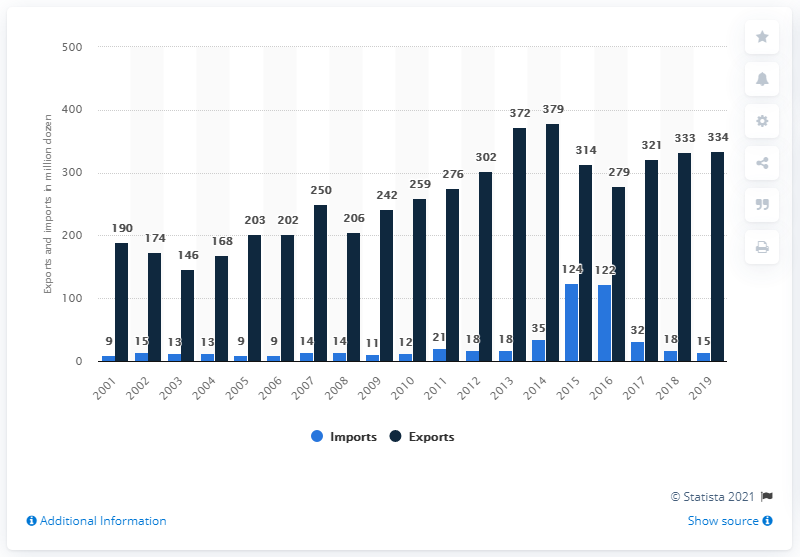 500
400
300
200
100
0
Exports and imports in million dozen
9 190 15 174 13 146 13 168 9 203 9 202 14 250 14 206 11 242 12 259 21 276 18 302 18 372 35 379 124 314 122 279 32 321 18 333 15 334
2001 2002 2003 2004 2005 2006 2007 2008 2009 2010 2011 2012 2013 2014 2015 2016 2017 2018 2019
Imports Exports
© Statista 2021
Additional Information Show source